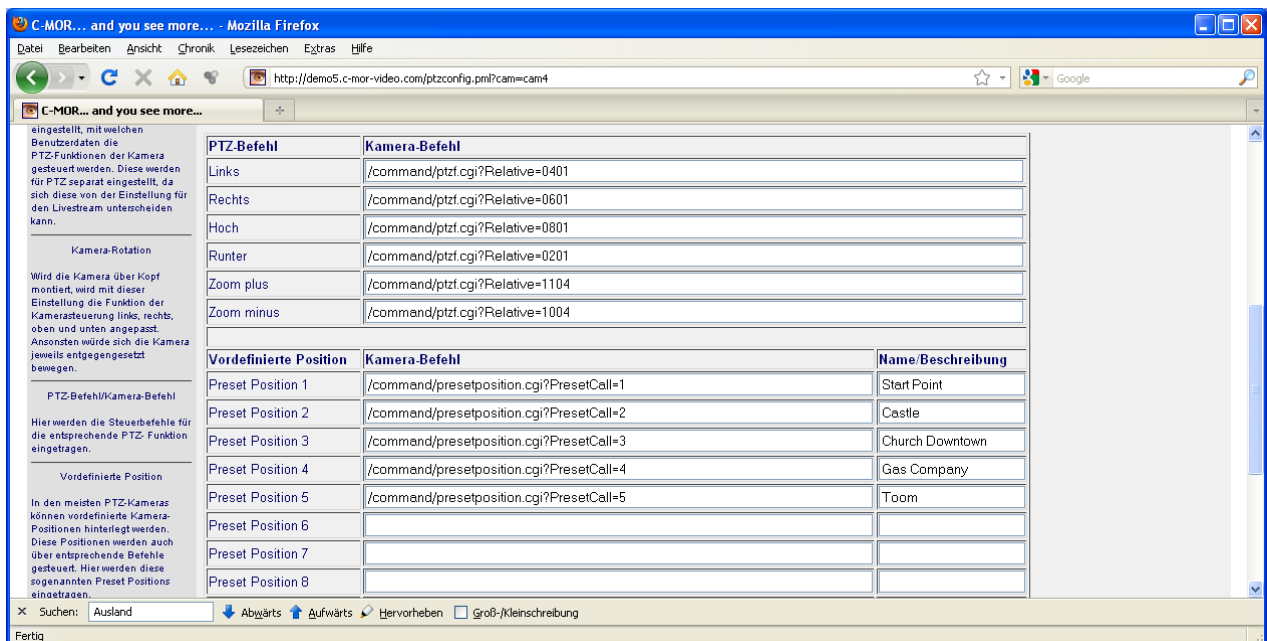 C-MOR... and you see more... - Mozilla Firefox
Datei Bearbeiten Ansicht Chronik Lesezeichen Extras Hilfe
http://demo5.c-mor-video.com/ptzconfig.pml?cam=cam4
Google
C-MOR... and you see more...
eingestellt, mit welchen
Benutzerdaten die
PTZ-Funktionen der Kamera
gesteuert werden. Diese werden
für PTZ separat eingestellt, da
sich diese von der Einstellung für
den Livestream unterscheiden
kann.
Kamera-Rotation
Wird die Kamera über Kopf
montiert, wird mit dieser
Einstellung die Funktion der
Kamerasteuerung links, rechts,
oben und unten angepasst.
Ansonsten würde sich die Kamera
jeweils entgegengesetzt
bewegen.
PTZ-Befehl/Kamera-Befehl
Hier werden die Steuerbefehle für
die entsprechende PTZ- Funktion
eingetragen.
Vordefinierte Position
In den meisten PTZ-Kameras
können vordefinierte Kamera-
Positionen hinterlegt werden.
Diese Positionen werden auch
über entsprechende Befehle
gesteuert. Hier werden diese
sogenannten Preset Positions
eingetragen.
PTZ-Befehl Kamera-Befehl
Links /command/ptzf.cgi?Relative=0401
Rechts /command/ptzf.cgi?Relative=0601
Hoch /command/ptzf.cgi?Relative=0801
Runter /command/ptzf.cgi?Relative=0201
Zoom plus /command/ptzf.cgi?Relative=1104
Zoom minus /command/ptzf.cgi?Relative=1004
Vordefinierte Position Kamera-Befehl Name/Beschreibung
Preset Position 1 /command/presetposition.cgi?PresetCall=1 Start Point
Preset Position 2 /command/presetposition.cgi?PresetCall=2 Castle
Preset Position 3 /command/presetposition.cgi?PresetCall=3 Church Downtown
Preset Position 4 /command/presetposition.cgi?PresetCall=4 Gas Company
Preset Position 5 /command/presetposition.cgi?PresetCall=5 Toom
Preset Position 6
Preset Position 7
Preset Position 8
Suchen: Ausland Abwärts Aufwärts Hervorheben Groß-/Kleinschreibung
Fertig